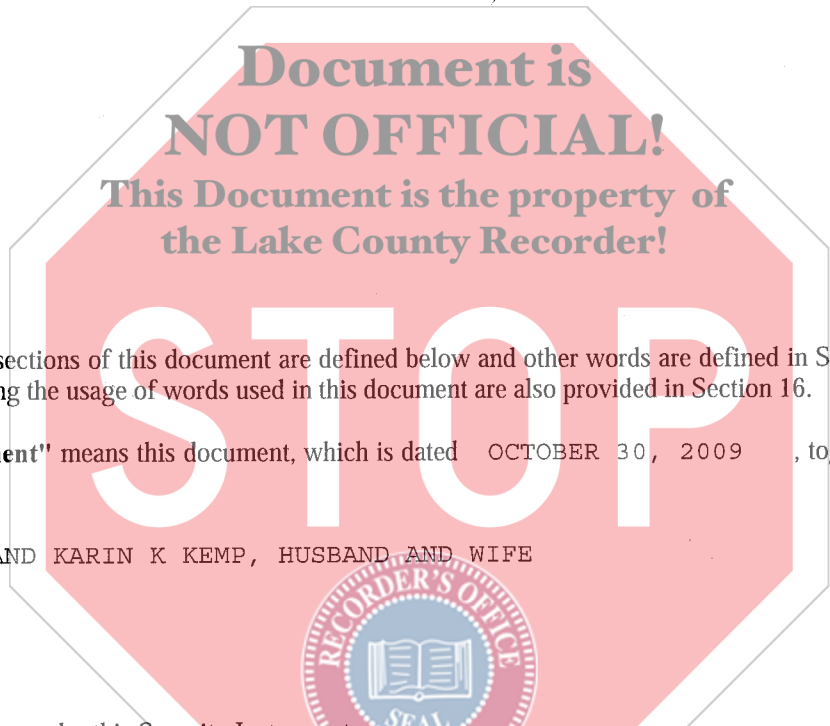 Document is
NOT OFFICIAL!
This Document is the property of
the Lake County Recorder!
STOP
sections of this document are defined below and other words are defined in S
ng the usage of words used in this document are also provided in Section 16.
ent" means this document, which is dated OCTOBER 30, 2009 , to
AND KARIN K KEMP, HUSBAND AND WIFE
RECORDER'S OFFICE
SEAL